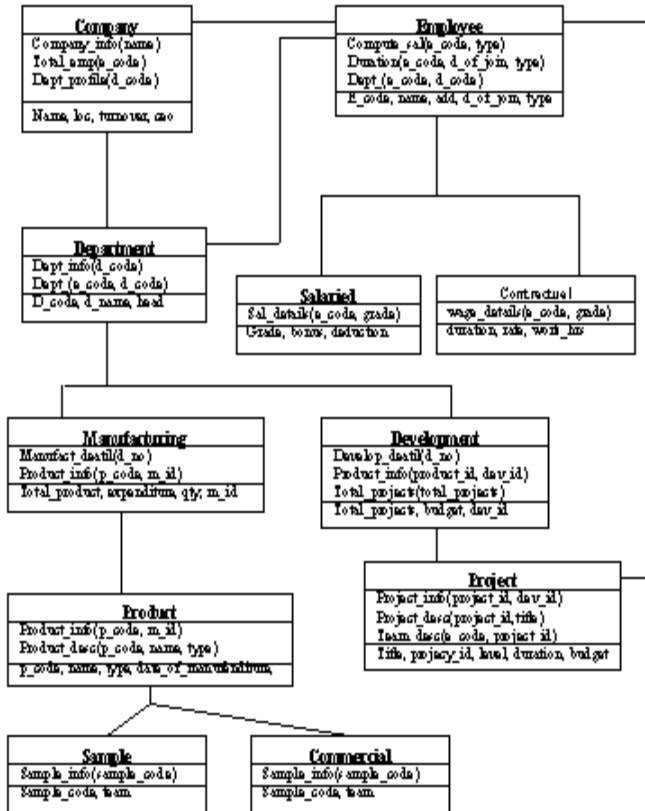 Company
Company_info(name)
Total_emp(e_code)
Dept_profile(d_code)
Name, loc, turnover, ceo
Employee
Compute_sal(e_code, type)
Duration(e_code, d_of_join, type)
Dept_(e_code, d_code)
E_code, name, add, d_of_join, type
Department
Dept_info(d_code)
Dept_(e_code, d_code)
D_code, d_name, head
Salaried
Sal_details(e_code, grade)
Grade, bonus, deduction
Contractual
wage_details(e_code, grade)
duration, rate, work_hrs
Manufacturing
Manufact_deatil(d_no)
Product_info(p_code, m_id)
Total_product, expenditure, qty, m_id
Development
Develop_deatil(d_no)
Product_info(product_id, dev_id)
Total_projects(total_projects)
Total_projects, budget, dev_id
Project
Project_info(project_id, dev_id)
Project_desc(project_id,title)
Team_desc(e_code, project_id)
Title, projecy_id, level, duration, budget
Product
Product_info(p_code, m_id)
Product_desc(p_code, name, type)
p_code, name, type,
Sample
Sample_info(sample_code)
Sample_code, team
Commercial
Sample_info(sample_code)
Sample_code, team